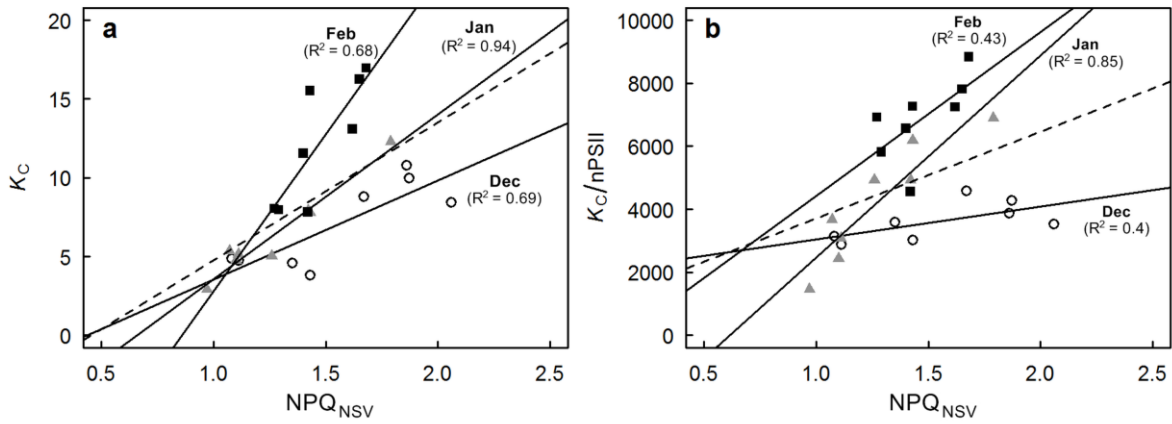 a
Feb
(R² = 0.68)
Jan
(R² = 0.94)
Dec
(R² = 0.69)
20
15
10
5
0
K_C
0.5 1.0 1.5 2.0 2.5
NPQ_NSV
b
Feb
(R² = 0.43)
Jan
(R² = 0.85)
Dec
(R² = 0.4)
10000
8000
6000
4000
2000
0
K_C/nPSII
0.5 1.0 1.5 2.0 2.5
NPQ_NSV